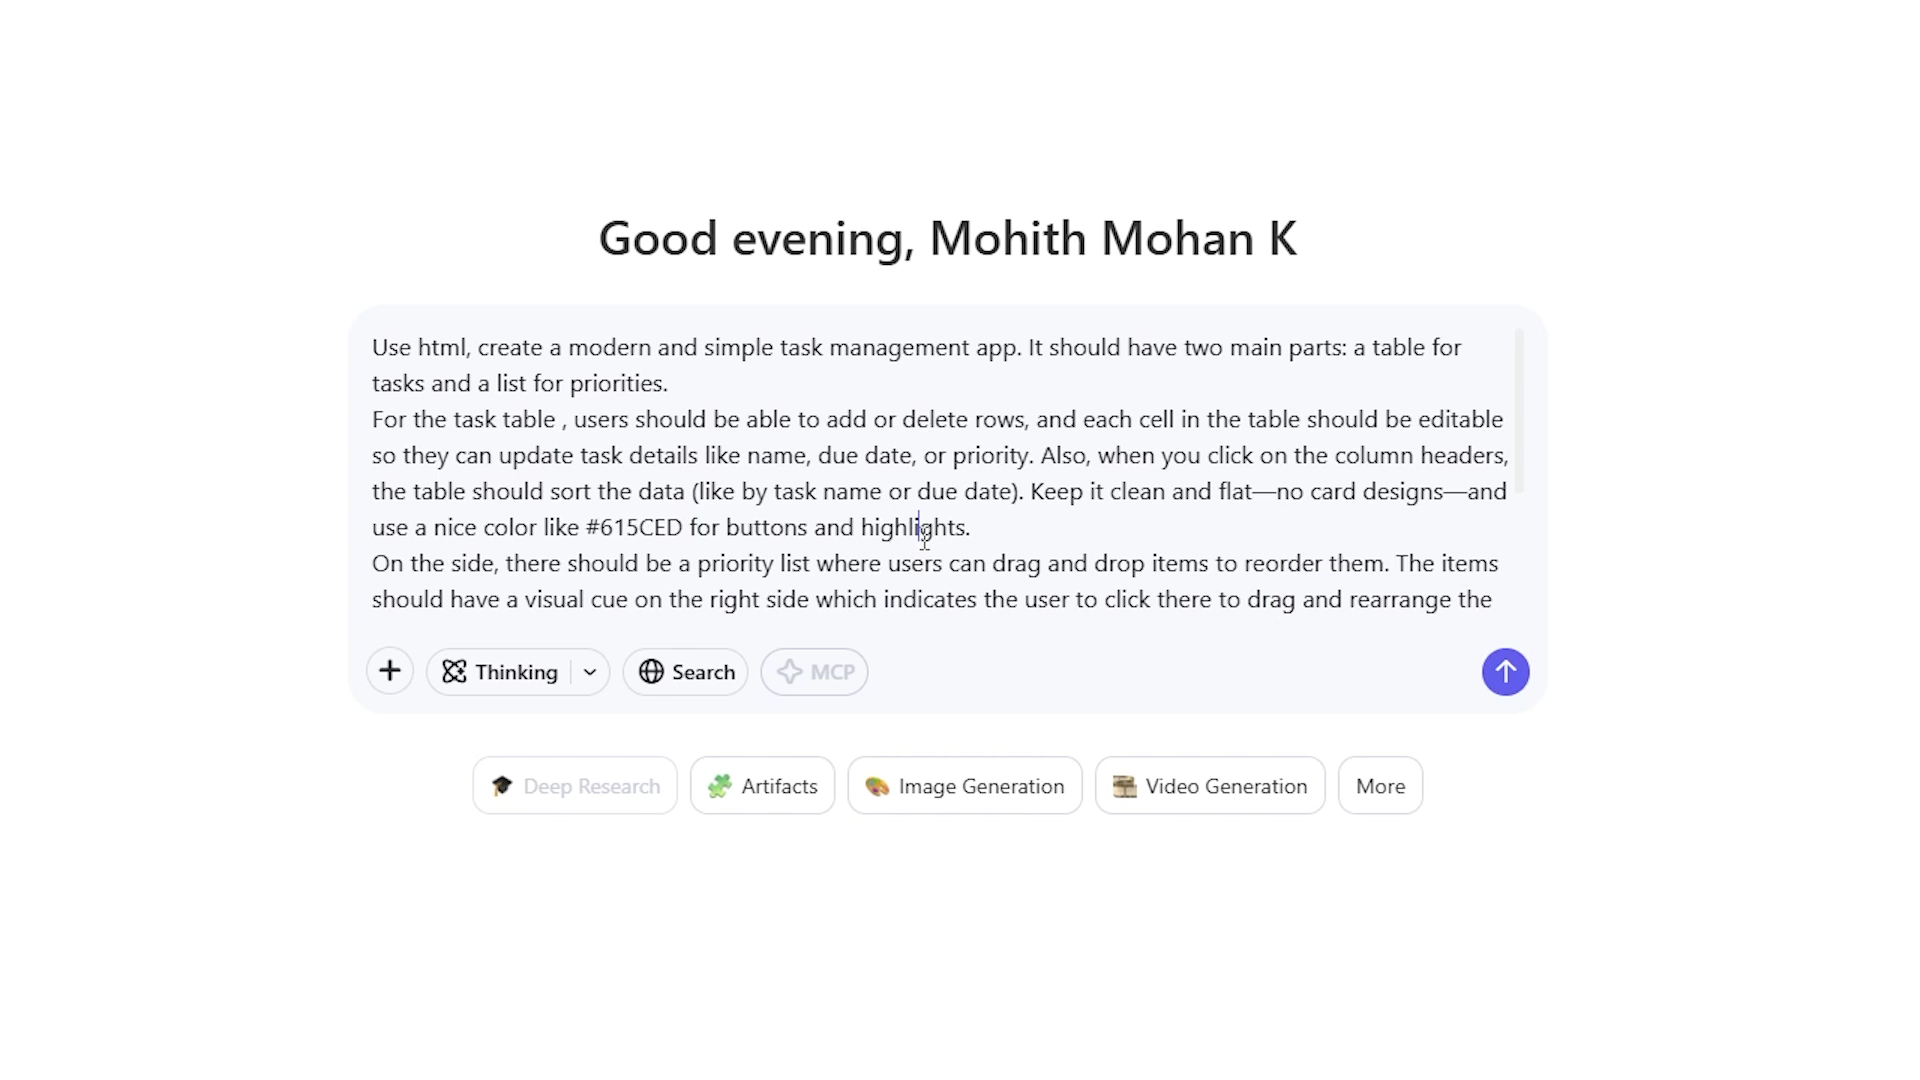 Good evening, Mohith Mohan K
Use html, create a modern and simple task management app. It should have two main parts: a table for
tasks and a list for priorities.
For the task table , users should be able to add or delete rows, and each cell in the table should be editable
so they can update task details like name, due date, or priority. Also, when you click on the column headers,
the table should sort the data (like by task name or due date). Keep it clean and flat—no card designs—and
use a nice color like #615CED for buttons and highlights.
On the side, there should be a priority list where users can drag and drop items to reorder them. The items
should have a visual cue on the right side which indicates the user to click there to drag and rearrange the
Thinking Search MCP
Deep Research Artifacts Image Generation Video Generation More